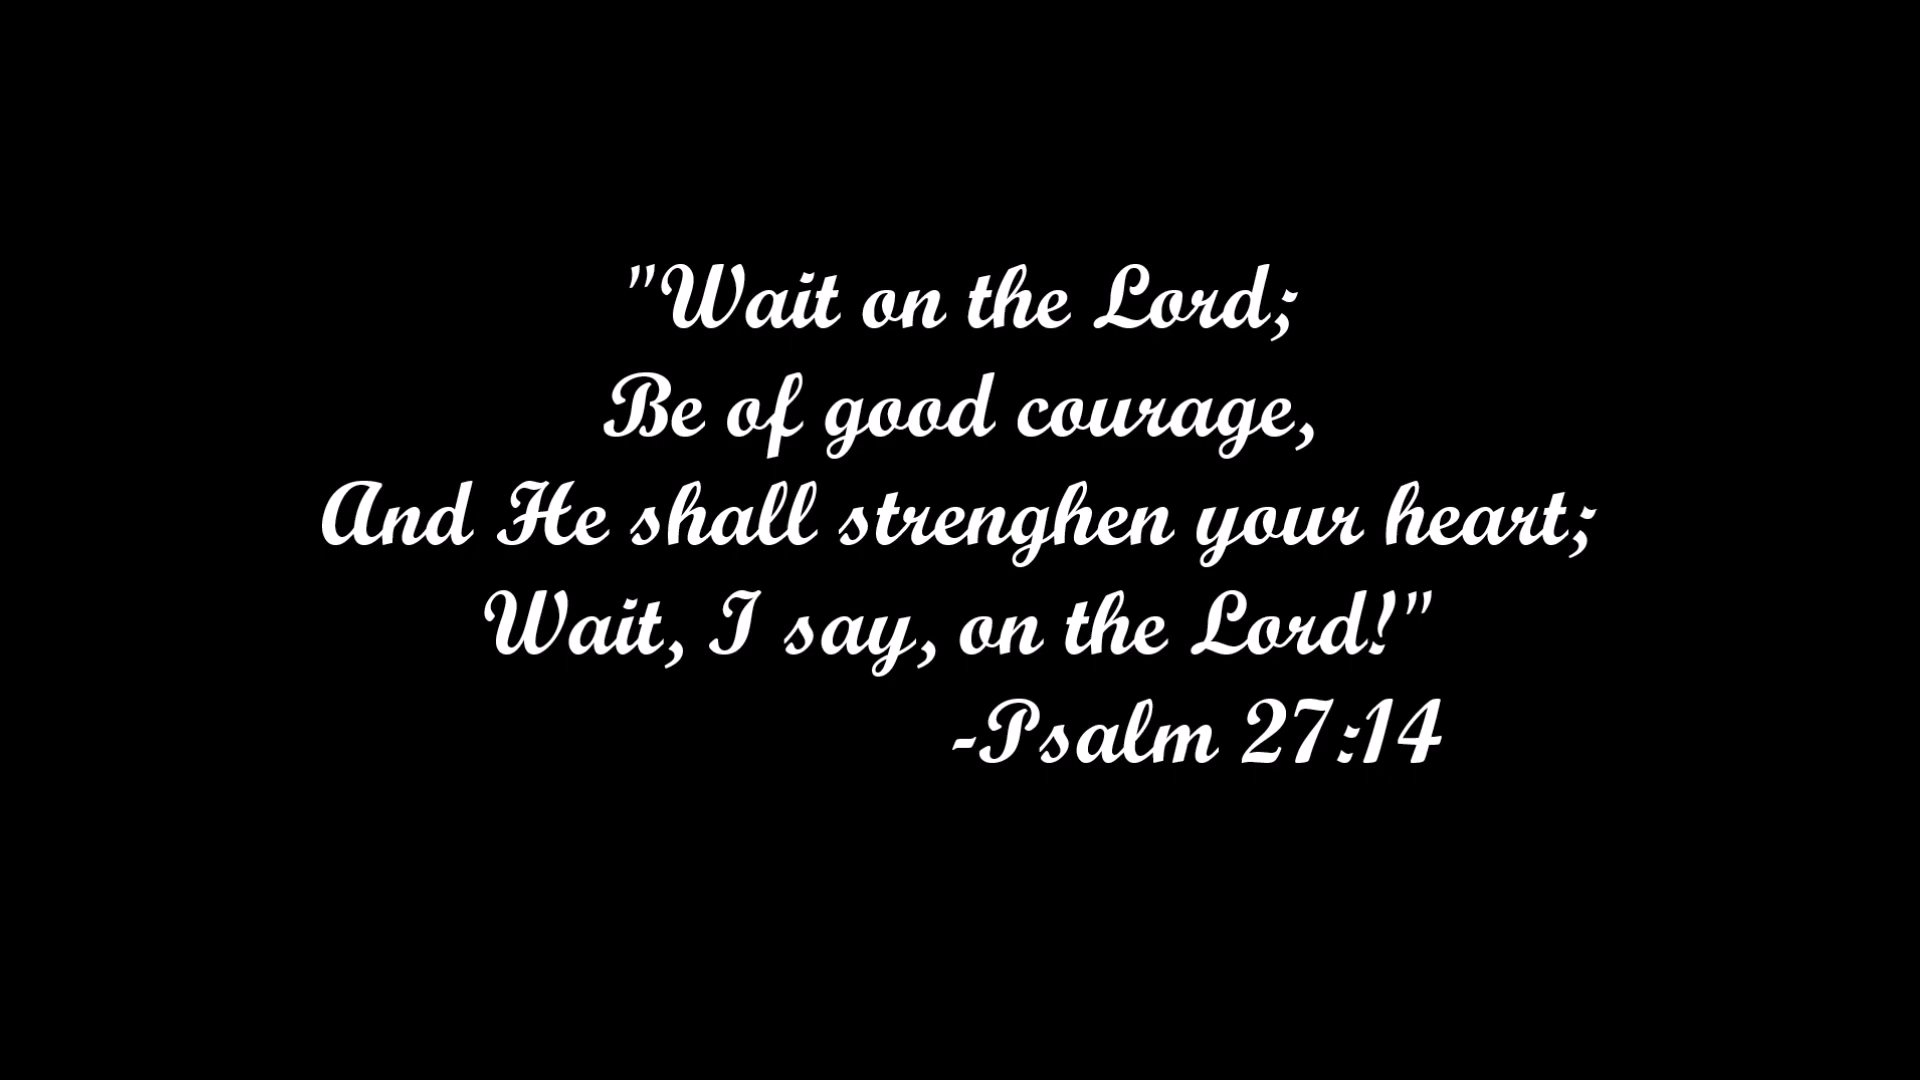 "Wait on the Lord;
Be of good courage,
And He shall strenghen your heart;
Wait, I say, on the Lord!"
-Psalm 27:14